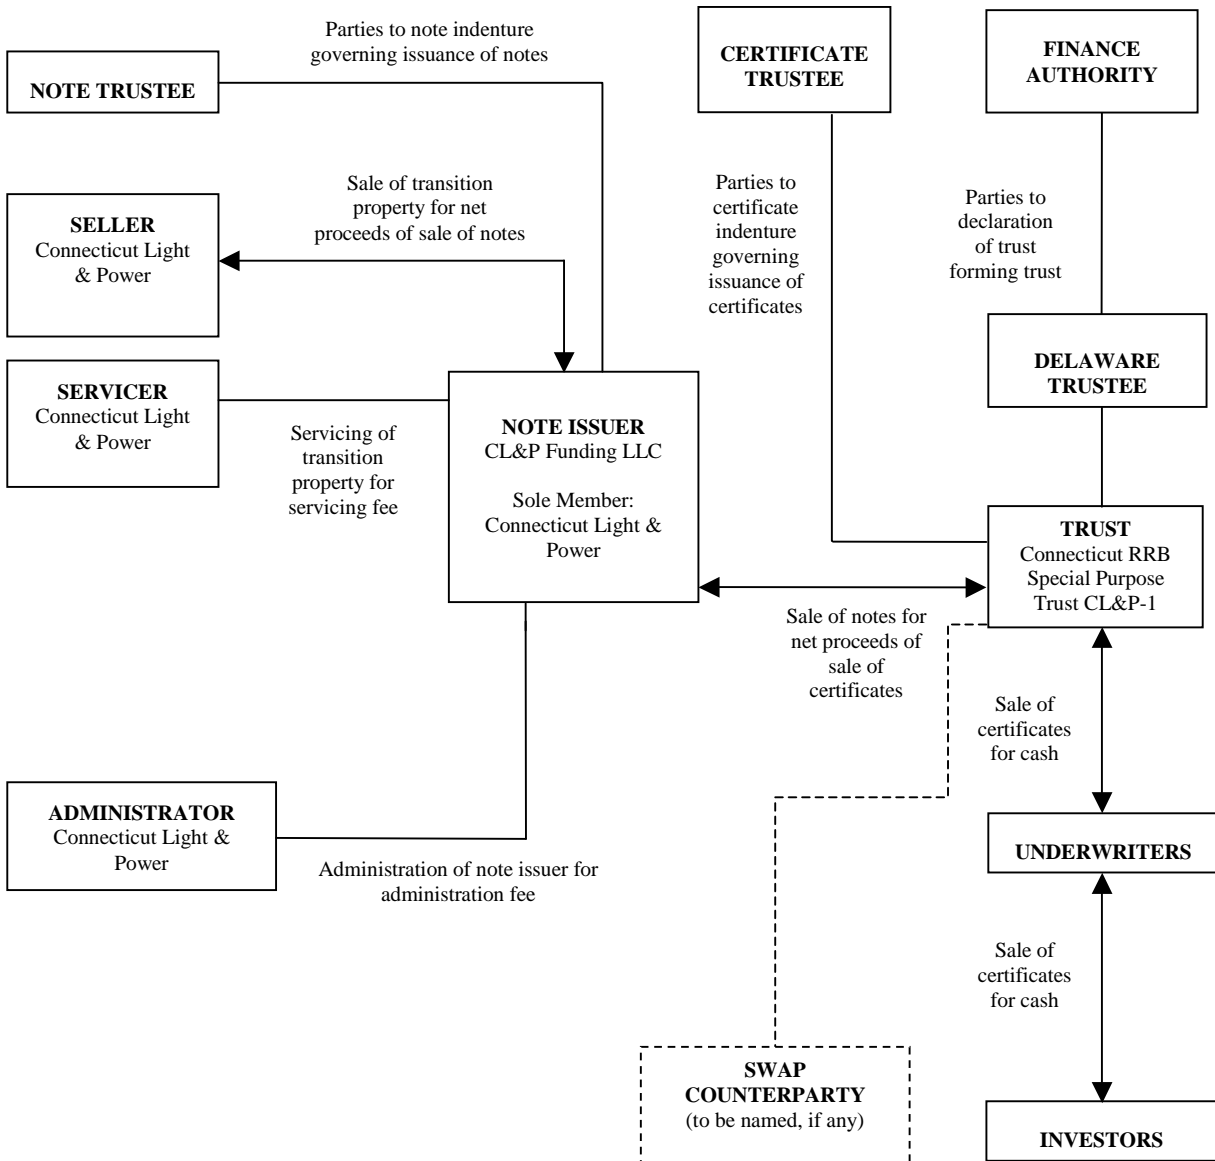 Parties to note indenture
governing issuance of notes
NOTE TRUSTEE
CERTIFICATE
TRUSTEE
FINANCE
AUTHORITY
SELLER
Connecticut Light
& Power
Sale of transition
property for net
proceeds of sale of notes
Parties to
certificate
indenture
governing
issuance of
certificates
Parties to
declaration
of trust
forming trust
DELAWARE
TRUSTEE
SERVICER
Connecticut Light
& Power
Servicing of
transition
property for
servicing fee
NOTE ISSUER
CL&P Funding LLC
Sole Member:
Connecticut Light &
Power
TRUST
Connecticut RRB
Special Purpose
Trust CL&P-1
Sale of notes for
net proceeds of
sale of
certificates
Sale of
certificates
for cash
ADMINISTRATOR
Connecticut Light &
Power
Administration of note issuer for
administration fee
UNDERWRITERS
Sale of
certificates
for cash
SWAP
COUNTERPARTY
(to be named, if any)
INVESTORS